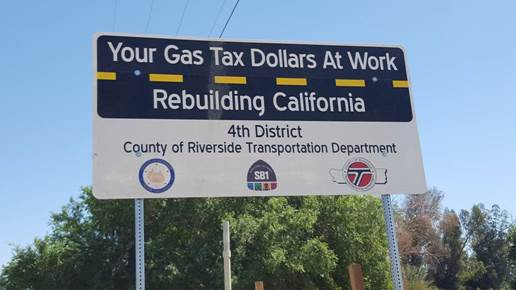 Your Gas Tax Dollars At Work
Rebuilding California
4th District
County of Riverside Transportation Department
SB1